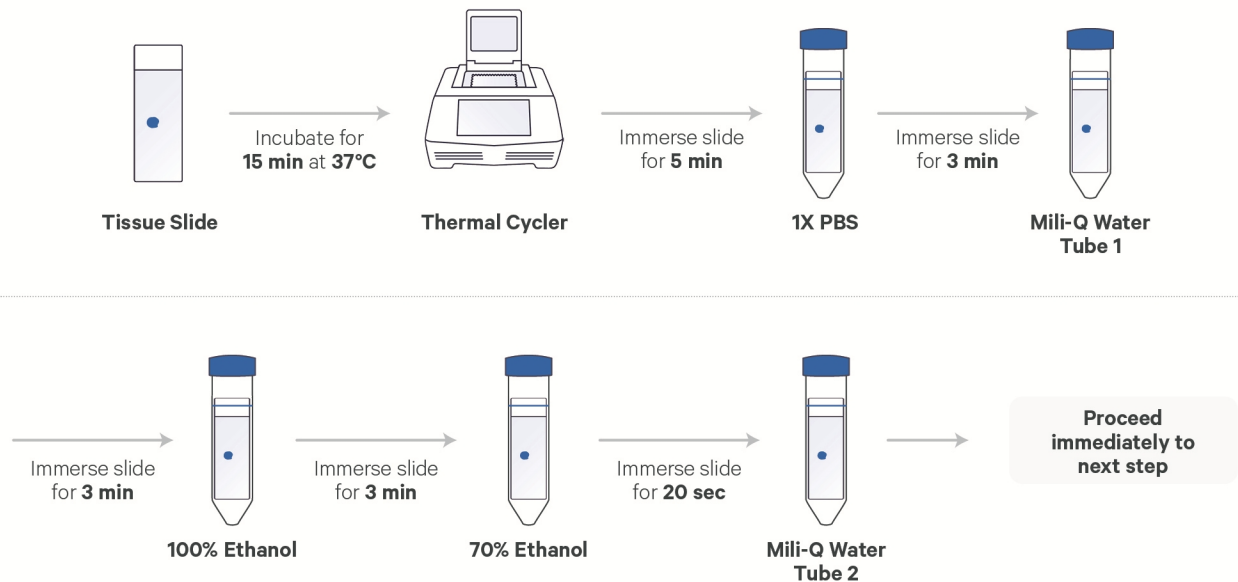 Incubate for
15 min at 37°C
Immerse slide
for 5 min
Immerse slide
for 3 min
Tissue Slide
Thermal Cycler
1X PBS
Mili-Q Water
Tube 1
Immerse slide
for 3 min
Immerse slide
for 3 min
Immerse slide
for 20 sec
Proceed
immediately to
next step
100% Ethanol
70% Ethanol
Mili-Q Water
Tube 2